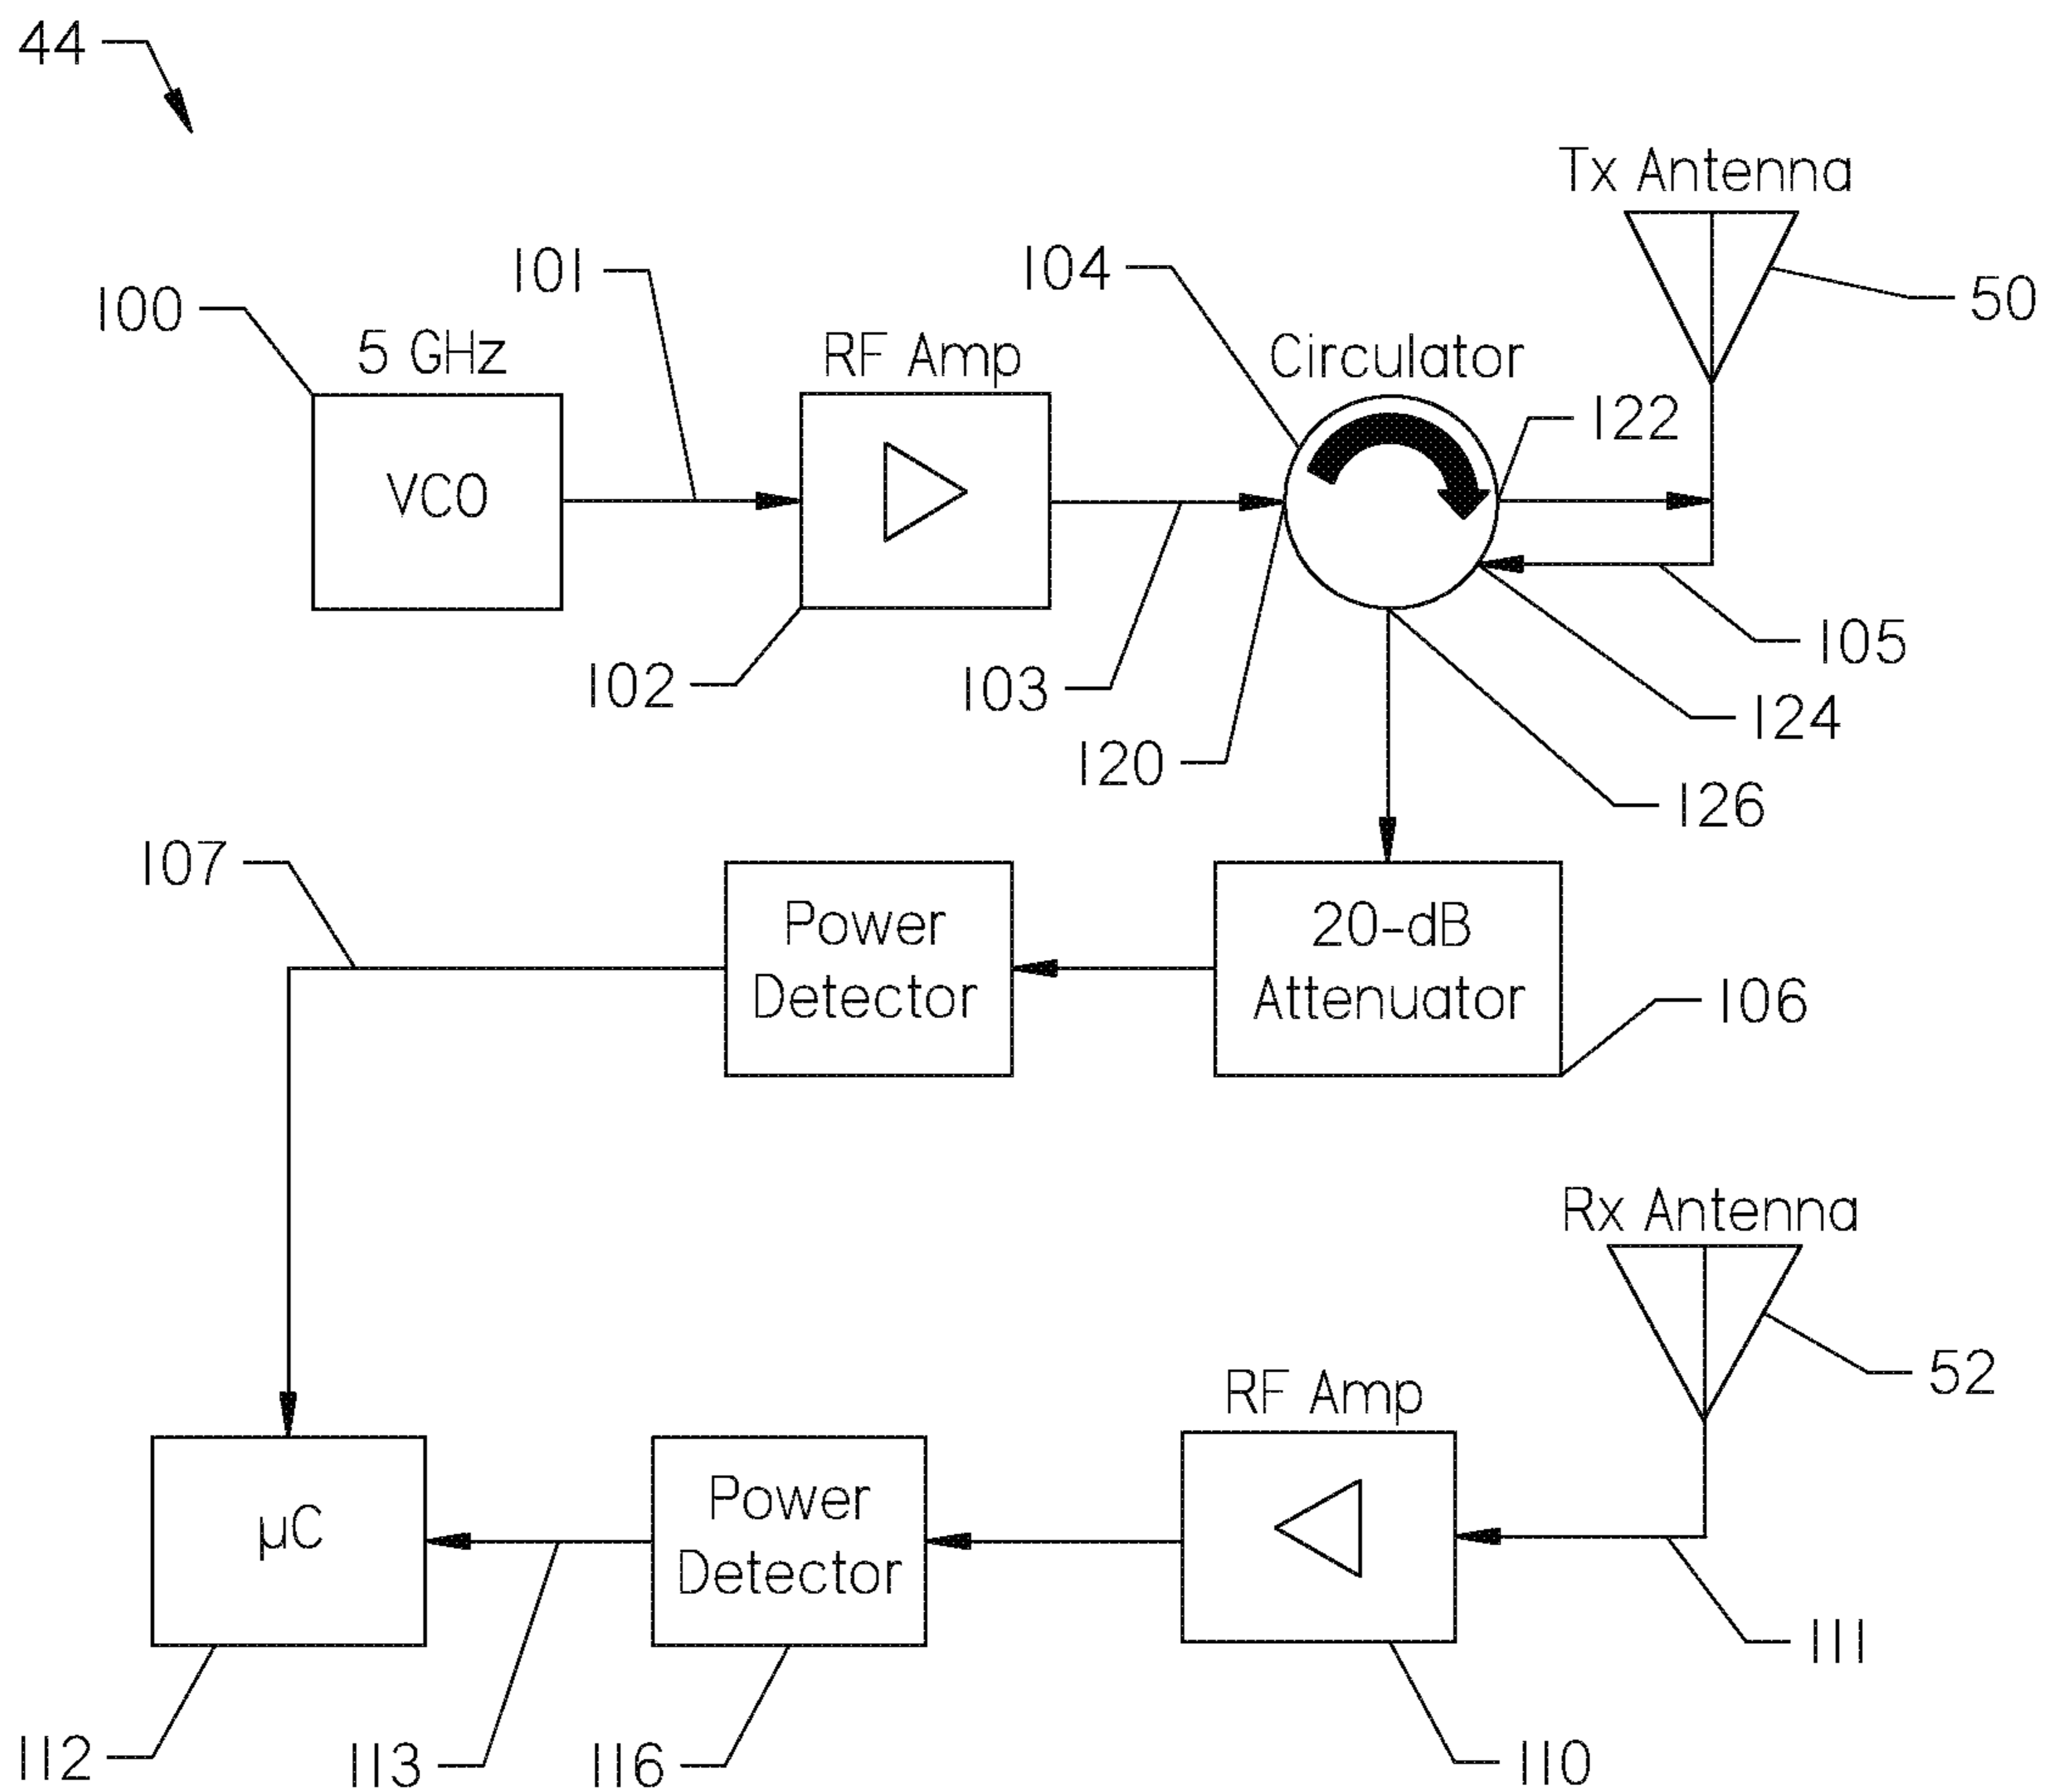 44
Tx Antenna
50
101
104
100
5 GHz
RF Amp
Circulator
122
VCO
105
102
103
124
120
126
107
Power
Detector
20-dB
Attenuator
106
Rx Antenna
52
RF Amp
µC
Power
Detector
111
112
113
116
110